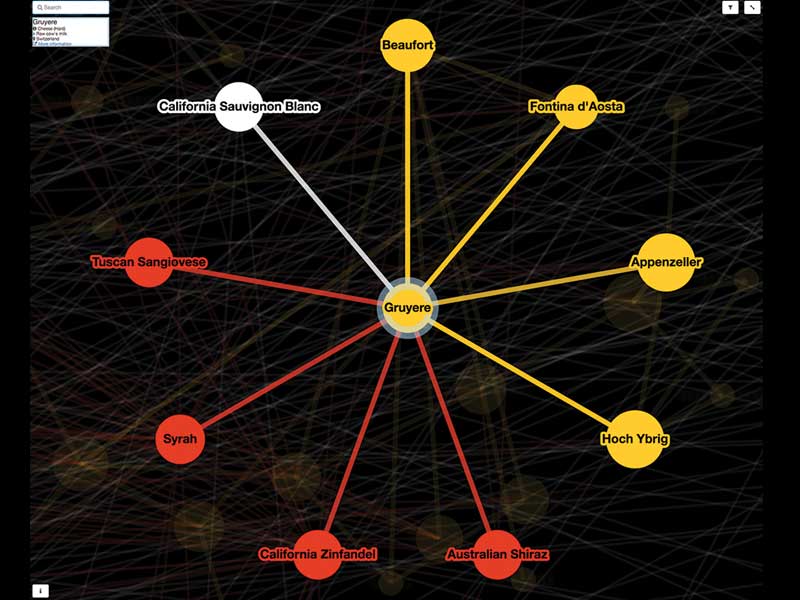 Search
Gruyere
Cheese (Hard)
Raw cow's milk
Switzerland
More information
Beaufort
California Sauvignon Blanc
Fontina d'Aosta
Tuscan Sangiovese
Appenzeller
Gruyere
Syrah
Hoch Ybrig
California Zinfandel
Australian Shiraz